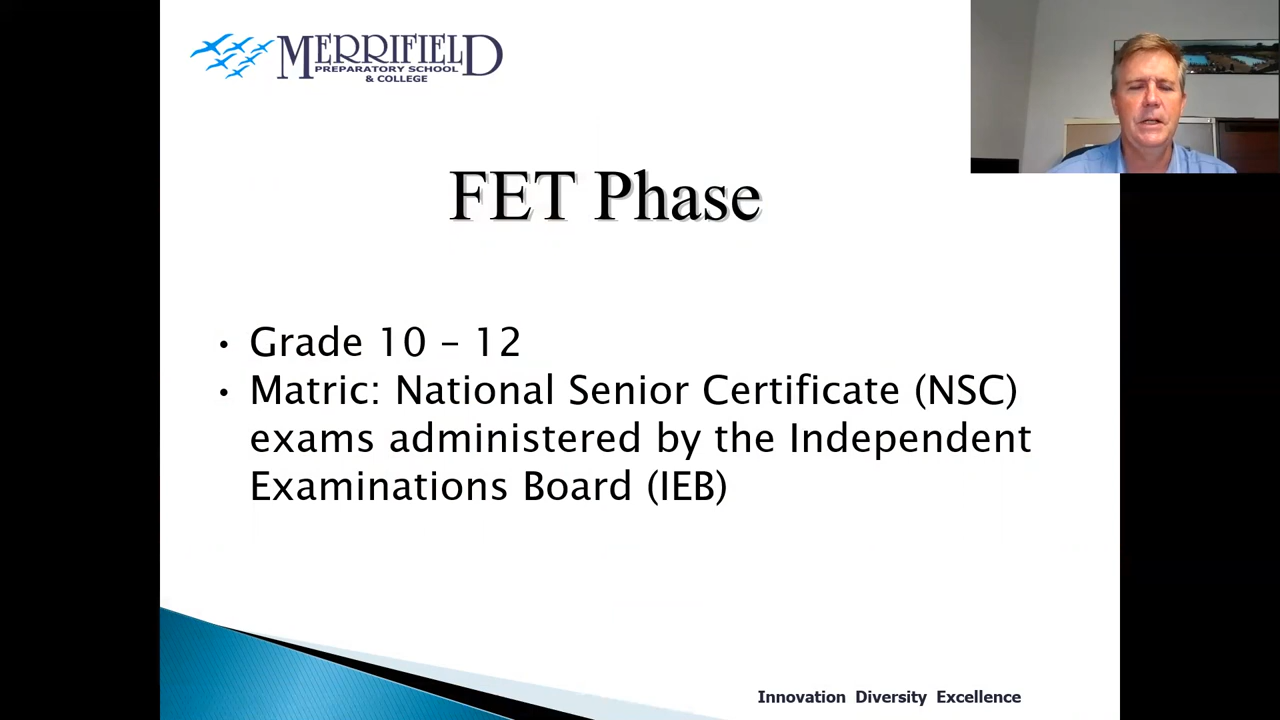 MERRIFIELD
PREPARATORY SCHOOL
& COLLEGE
FET Phase
• Grade 10 – 12
• Matric: National Senior Certificate (NSC)
exams administered by the Independent
Examinations Board (IEB)
Innovation Diversity Excellence